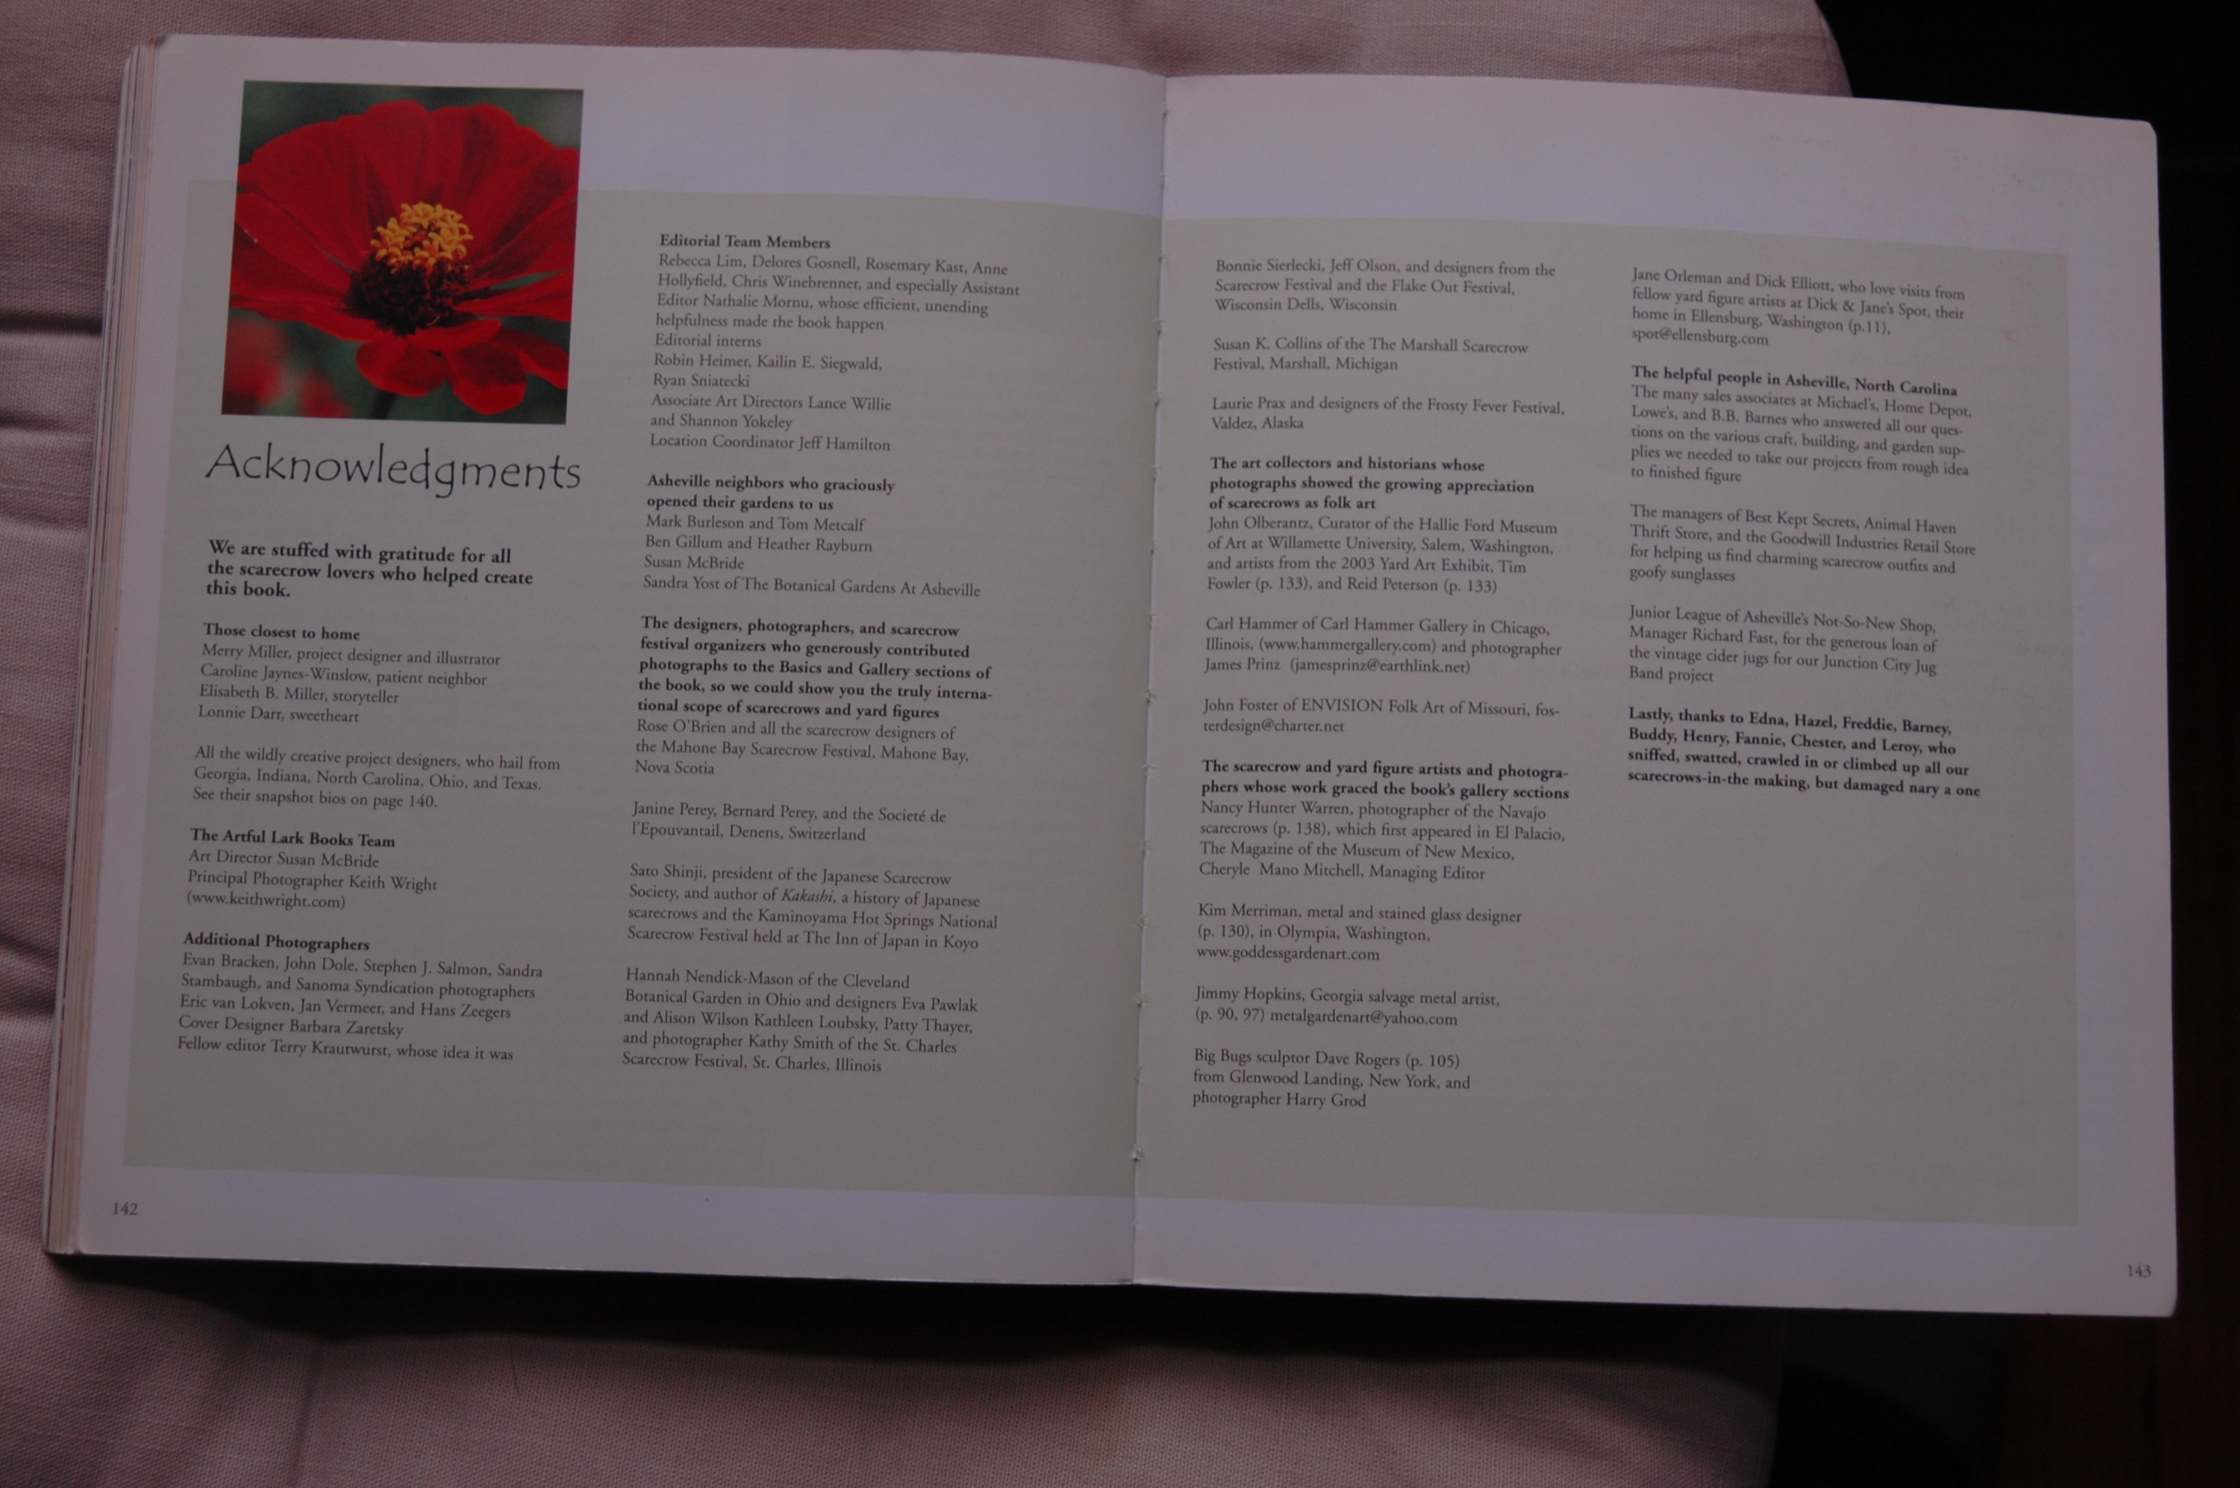 Acknowledgments
We are stuffed with gratitude for all
the scarecrow lovers who helped create
this book.
Those closest to home
Merry Miller, project designer and illustrator
Caroline Jaynes-Winslow, patient neighbor
Elisabeth B. Miller, storyteller
Lonnie Darr, sweetheart
All the wildly creative project designers, who hail from
Georgia, Indiana, North Carolina, Ohio, and Texas.
See their snapshot bios on page 140.
The Artful Lark Books Team
Art Director Susan McBride
Principal Photographer Keith Wright
(www.keithwright.com)
Additional Photographers
Evan Bracken, John Dole, Stephen J. Salmon, Sandra
Stambaugh, and Sanoma Syndication photographers
Eric van Lokven, Jan Vermeer, and Hans Zeegers
Cover Designer Barbara Zaretsky
Fellow editor Terry Krautwurst, whose idea it was
142
Editorial Team Members
Rebecca Lim, Delores Gosnell, Rosemary Kast, Anne
Hollyfield, Chris Winebrenner, and especially Assistant
Editor Nathalie Mornu, whose efficient, unending
helpfulness made the book happen
Editorial interns
Robin Heimer, Kailin E. Siegwald,
Ryan Sniatecki
Associate Art Directors Lance Willie
and Shannon Yokeley
Location Coordinator Jeff Hamilton
Asheville neighbors who graciously
opened their gardens to us
Mark Burleson and Tom Metcalf
Ben Gillum and Heather Rayburn
Susan McBride
Sandra Yost of The Botanical Gardens At Asheville
The designers, photographers, and scarecrow
festival organizers who generously contributed
photographs to the Basics and Gallery sections of
the book, so we could show you the truly interna-
tional scope of scarecrows and yard figures
Rose O'Brien and all the scarecrow designers of
the Mahone Bay Scarecrow Festival, Mahone Bay,
Nova Scotia
Janine Perey, Bernard Perey, and the Societé de
l'Epouvantail, Denens, Switzerland
Sato Shinji, president of the Japanese Scarecrow
Society, and author of Kakashi, a history of Japanese
scarecrows and the Kaminoyama Hot Springs National
Scarecrow Festival held at The Inn of Japan in Koyo
Hannah Nendick-Mason of the Cleveland
Botanical Garden in Ohio and designers Eva Pawlak
and Alison Wilson Kathleen Loubsky, Patty Thayer,
and photographer Kathy Smith of the St. Charles
Scarecrow Festival, St. Charles, Illinois
Bonnie Sierlecki, Jeff Olson, and designers from the
Scarecrow Festival and the Flake Out Festival,
Wisconsin Dells, Wisconsin
Susan K. Collins of the The Marshall Scarecrow
Festival, Marshall, Michigan
Laurie Prax and designers of the Frosty Fever Festival,
Valdez, Alaska
The art collectors and historians whose
photographs showed the growing appreciation
of scarecrows as folk art
John Olberantz, Curator of the Hallie Ford Museum
of Art at Willamette University, Salem, Washington,
and artists from the 2003 Yard Art Exhibit, Tim
Fowler (p. 133), and Reid Peterson (p. 133)
Carl Hammer of Carl Hammer Gallery in Chicago,
Illinois, (www.hammergallery.com) and photographer
James Prinz (jamesprinz@earthlink.net)
John Foster of ENVISION Folk Art of Missouri, fos-
terdesign@charter.net
The scarecrow and yard figure artists and photogra-
phers whose work graced the book's gallery sections
Nancy Hunter Warren, photographer of the Navajo
scarecrows (p. 138), which first appeared in El Palacio,
The Magazine of the Museum of New Mexico,
Cheryle Mano Mitchell, Managing Editor
Kim Merriman, metal and stained glass designer
(p. 130), in Olympia, Washington,
www.goddessgardenart.com
Jimmy Hopkins, Georgia salvage metal artist,
(p. 90, 97) metalgardenart@yahoo.com
Big Bugs sculptor Dave Rogers (p. 105)
from Glenwood Landing, New York, and
photographer Harry Grod
Jane Orleman and Dick Elliott, who love visits from
fellow yard figure artists at Dick & Jane's Spot, their
home in Ellensburg, Washington (p.11),
spot@ellensburg.com
The helpful people in Asheville, North Carolina
The many sales associates at Michael's, Home Depot,
Lowe's, and B.B. Barnes who answered all our ques-
tions on the various craft, building, and garden sup-
plies we needed to take our projects from rough idea
to finished figure
The managers of Best Kept Secrets, Animal Haven
Thrift Store, and the Goodwill Industries Retail Store
for helping us find charming scarecrow outfits and
goofy sunglasses
Junior League of Asheville's Not-So-New Shop,
Manager Richard Fast, for the generous loan of
the vintage cider jugs for our Junction City Jug
Band project
Lastly, thanks to Edna, Hazel, Freddie, Barney,
Buddy, Henry, Fannie, Chester, and Leroy, who
sniffed, swatted, crawled in or climbed up all our
scarecrows-in-the making, but damaged nary a one
143